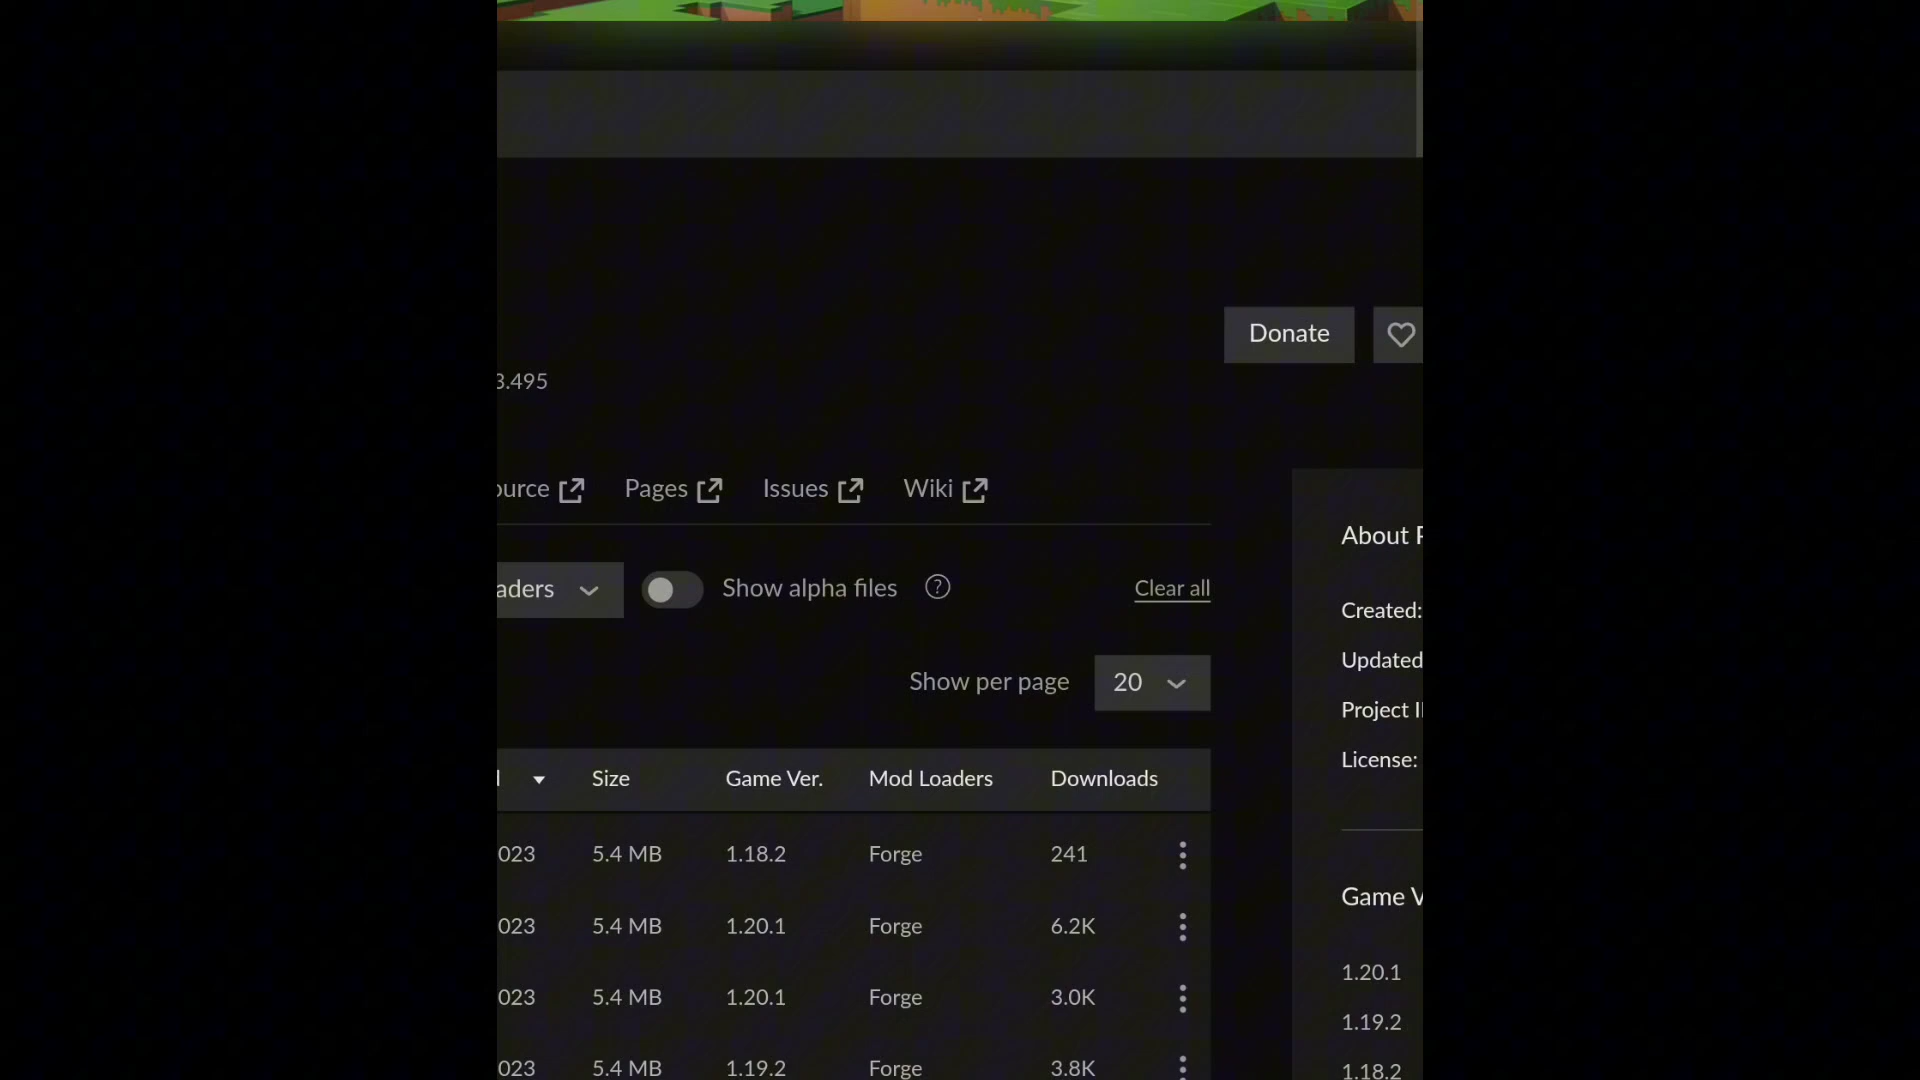 Donate
3.495
ource Pages Issues Wiki
About
aders Show alpha files ? Clear all
Created:
Show per page 20
Updated
Project
License:
Size Game Ver. Mod Loaders Downloads
023 5.4 MB 1.18.2 Forge 241
Game V
023 5.4 MB 1.20.1 Forge 6.2K
1.20.1
023 5.4 MB 1.20.1 Forge 3.0K
1.19.2
023 5.4 MB 1.19.2 Forge 3.8K
1.18.2